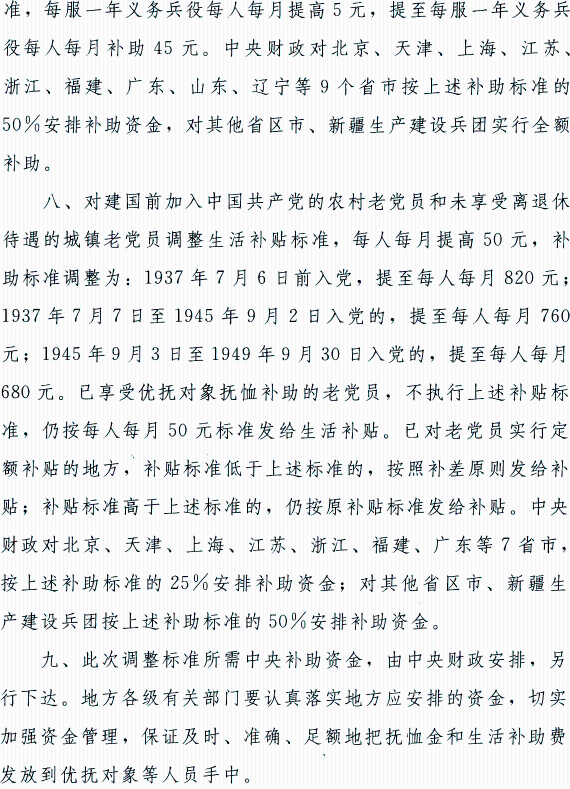 准，每服一年义务兵役每人每月提高5元，提至每服一年义务兵
役每人每月补助45元。中央财政对北京、天津、上海、江苏、
浙江、福建、广东、山东、辽宁等9个省市按上述补助标准的
50％安排补助资金，对其他省区市、新疆生产建设兵团实行全额
补助。
八、对建国前加入中国共产党的农村老党员和未享受离退休
待遇的城镇老党员调整生活补贴标准，每人每月提高50元，补
助标准调整为：1937年7月6日前入党，提至每人每月820元；
1937年7月7日至1945年9月2日入党的，提至每人每月760
元；1945年9月3日至1949年9月30日入党的，提至每人每月
680元。已享受优抚对象抚恤补助的老党员，不执行上述补贴标
准，仍按每人每月50元标准发给生活补贴。已对老党员实行定
额补贴的地方，补贴标准低于上述标准的，按照补差原则发给补
贴；补贴标准高于上述标准的，仍按原补贴标准发给补贴。中央
财政对北京、天津、上海、江苏、浙江、福建、广东等7省市，
按上述补助标准的25％安排补助资金；对其他省区市、新疆生
产建设兵团按上述补助标准的50％安排补助资金。
九、此次调整标准所需中央补助资金，由中央财政安排，另
行下达。地方各级有关部门要认真落实地方应安排的资金，切实
加强资金管理，保证及时、准确、足额地把抚恤金和生活补助费
发放到优抚对象等人员手中。